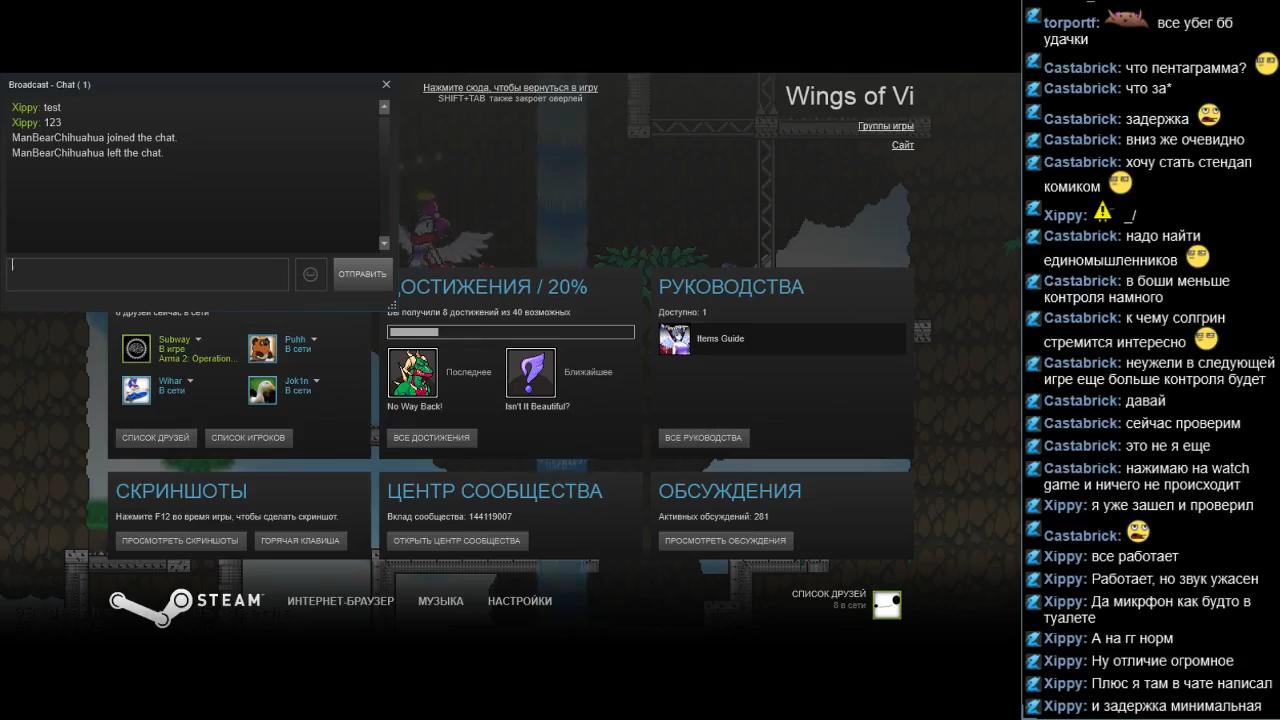 Broadcast - Chat ( 1)
Xippy: test
Xippy: 123
ManBearChihuahua joined the chat.
ManBearChihuahua left the chat.
ОТПРАВИТЬ
Нажмите сюда, чтобы вернуться в игру
SHIFT+TAB также закроет оверлей
Wings of Vi
Группы игры
Сайт
8 друзей сейчас в сети
Subway
В игре
Arma 2: Operation...
Puhh
В сети
Wihar
В сети
Jok1n
В сети
СПИСОК ДРУЗЕЙ
СПИСОК ИГРОКОВ
ДОСТИЖЕНИЯ / 20%
Вы получили 8 достижений из 40 возможных
Последнее
No Way Back!
Ближайшее
Isn't It Beautiful?
ВСЕ ДОСТИЖЕНИЯ
РУКОВОДСТВА
Доступно: 1
Items Guide
ВСЕ РУКОВОДСТВА
СКРИНШОТЫ
Нажмите F12 во время игры, чтобы сделать скриншот.
ПРОСМОТРЕТЬ СКРИНШОТЫ
ГОРЯЧАЯ КЛАВИША
ЦЕНТР СООБЩЕСТВА
Вклад сообщества: 144119007
ОТКРЫТЬ ЦЕНТР СООБЩЕСТВА
ОБСУЖДЕНИЯ
Активных обсуждений: 281
ПРОСМОТРЕТЬ ОБСУЖДЕНИЯ
STEAM
ИНТЕРНЕТ-БРАУЗЕР
МУЗЫКА
НАСТРОЙКИ
СПИСОК ДРУЗЕЙ
8 в сети
torportf: все убег бб
удачки
Castabrick: что пентаграмма?
Castabrick: что за*
Castabrick: задержка
Castabrick: вниз же очевидно
Castabrick: хочу стать стендап
комиком
Xippy: _/
Castabrick: надо найти
единомышленников
Castabrick: в боши меньше
контроля намного
Castabrick: к чему солгрин
стремится интересно
Castabrick: неужели в следующей
игре еще больше контроля будет
Castabrick: давай
Castabrick: сейчас проверим
Castabrick: это не я еще
Castabrick: нажимаю на watch
game и ничего не происходит
Xippy: я уже зашел и проверил
Castabrick:
Xippy: все работает
Xippy: Работает, но звук ужасен
Xippy: Да микрфон как будто в
туалете
Xippy: А на гг норм
Xippy: Ну отличие огромное
Xippy: Плюс я там в чате написал
Xippy: и задержка минимальная